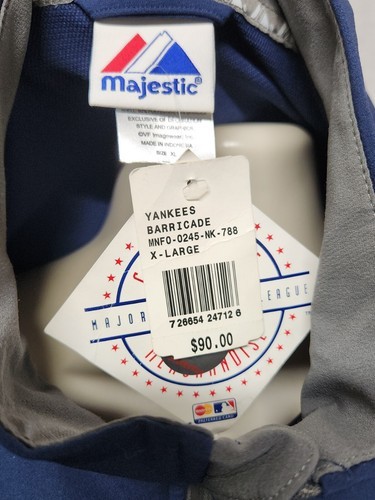 Majestic®
EXCLUSIVE OF DECORATION
STYLE AND GRAPHICS
©VF Imagewear, Inc.
MADE IN INDONESIA
SIZE XL
YANKEES
BARRICADE
MNFO-0245-NK-788
X-LARGE
7 26654 24712 6
$90.00
MAJOR LEAGUE
MERCHANDISE